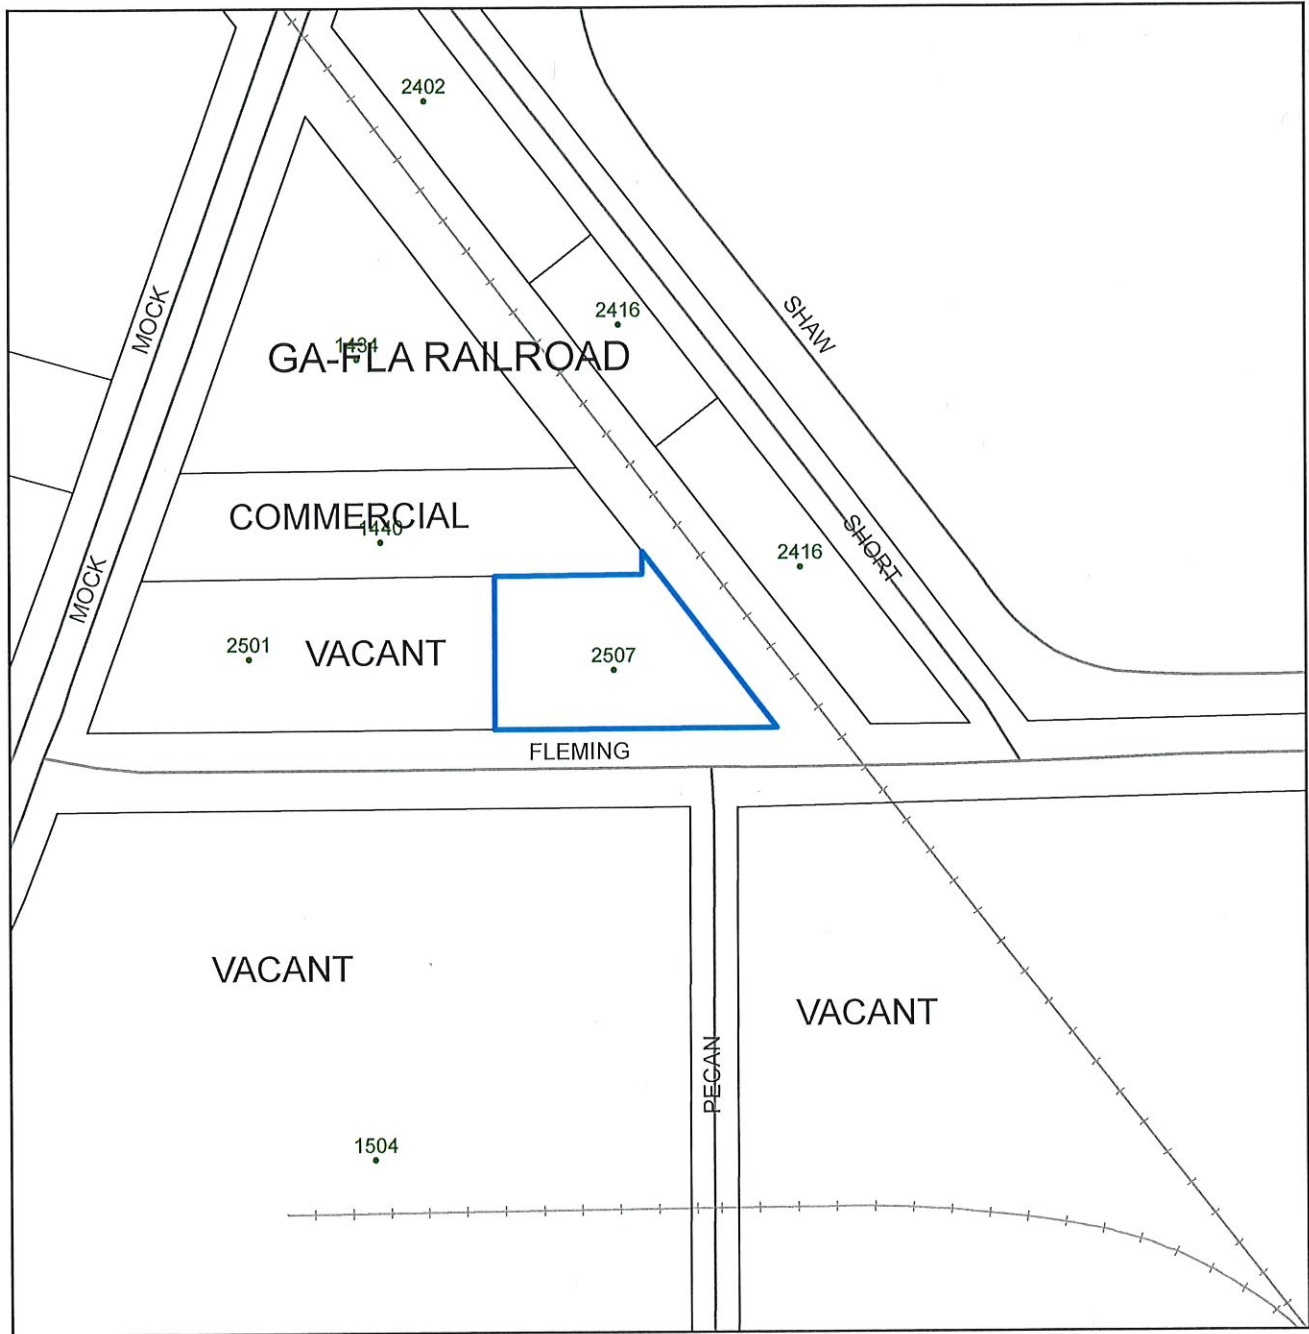 2402
MOCK
2416
SHAW
1434
GA-FLA RAILROAD
COMMERCIAL
1440
SHORT
2416
MOCK
2501
VACANT
2507
FLEMING
VACANT
VACANT
PECAN
1504